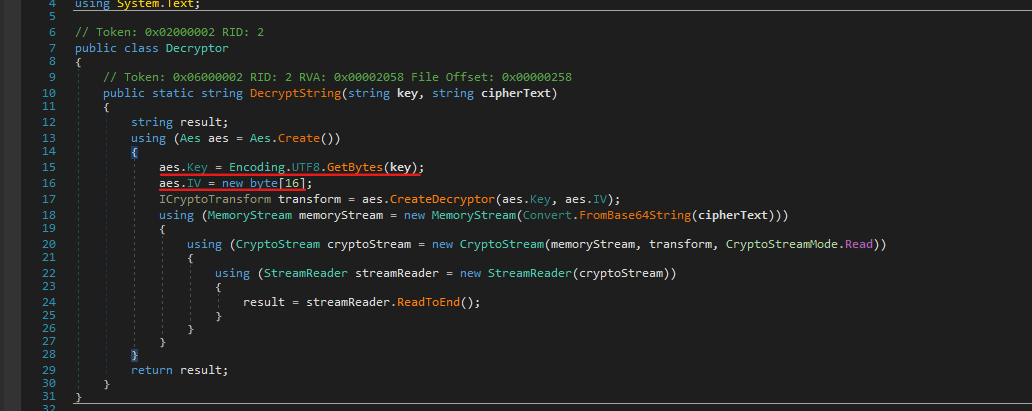 4 using System.Text;
5
6 // Token: 0x02000002 RID: 2
7 public class Decryptor
8 {
9 // Token: 0x06000002 RID: 2 RVA: 0x00002058 File Offset: 0x00000258
10 public static string DecryptString(string key, string cipherText)
11 {
12 string result;
13 using (Aes aes = Aes.Create())
14 {
15 aes.Key = Encoding.UTF8.GetBytes(key);
16 aes.IV = new byte[16];
17 ICryptoTransform transform = aes.CreateDecryptor(aes.Key, aes.IV);
18 using (MemoryStream memoryStream = new MemoryStream(Convert.FromBase64String(cipherText)))
19 {
20 using (CryptoStream cryptoStream = new CryptoStream(memoryStream, transform, CryptoStreamMode.Read))
21 {
22 using (StreamReader streamReader = new StreamReader(cryptoStream))
23 {
24 result = streamReader.ReadToEnd();
25 }
26 }
27 }
28 }
29 return result;
30 }
31 }
32